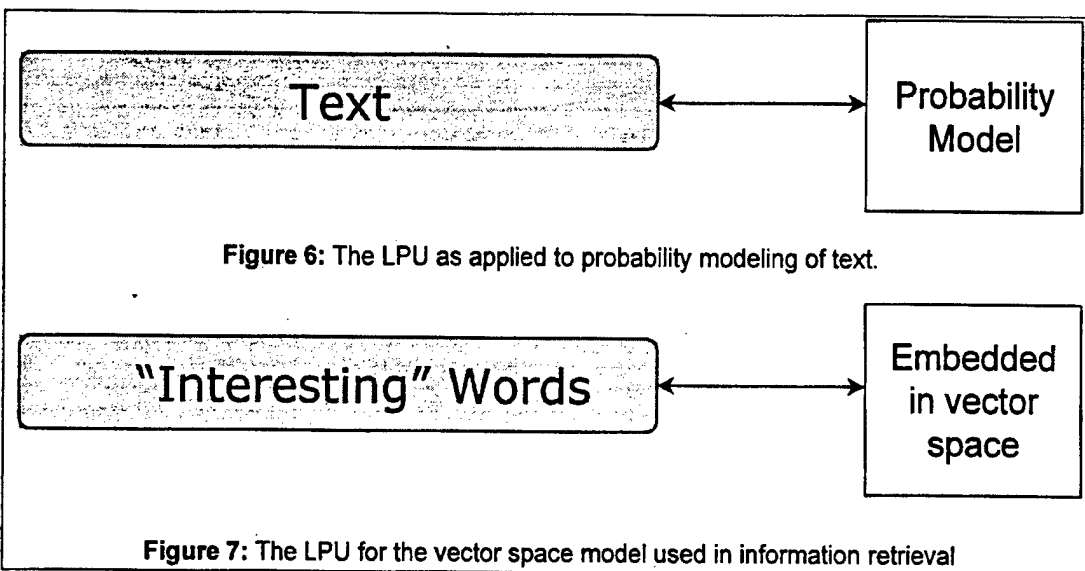 Text
Probability
Model
Figure 6: The LPU as applied to probability modeling of text.
"Interesting" Words
Embedded
in vector
space
Figure 7: The LPU for the vector space model used in information retrieval